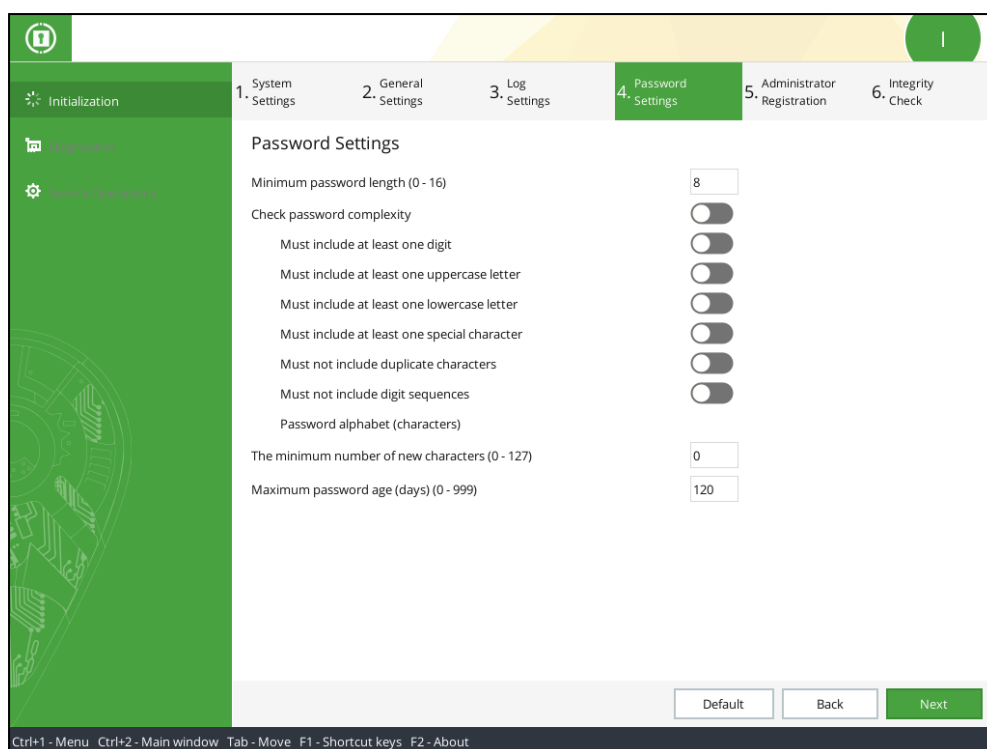 I
Initialization
Diagnostics
1. System Settings
2. General Settings
3. Log Settings
4. Password Settings
5. Administrator Registration
6. Integrity Check
Password Settings
Minimum password length (0 - 16) 8
Check password complexity
Must include at least one digit
Must include at least one uppercase letter
Must include at least one lowercase letter
Must include at least one special character
Must not include duplicate characters
Must not include digit sequences
Password alphabet (characters)
The minimum number of new characters (0 - 127) 0
Maximum password age (days) (0 - 999) 120
Default Back Next
Ctrl+1 - Menu Ctrl+2 - Main window Tab - Move F1 - Shortcut keys F2 - About